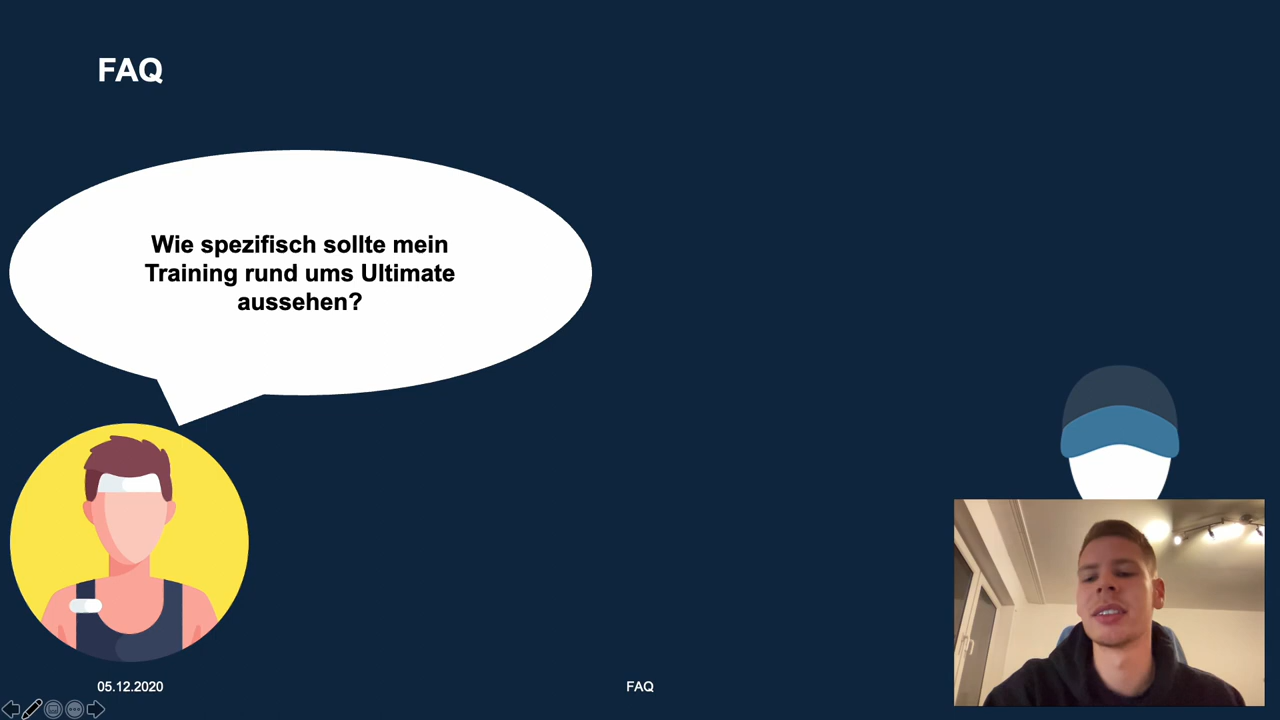 FAQ
Wie spezifisch sollte mein
Training rund ums Ultimate
aussehen?
05.12.2020
FAQ